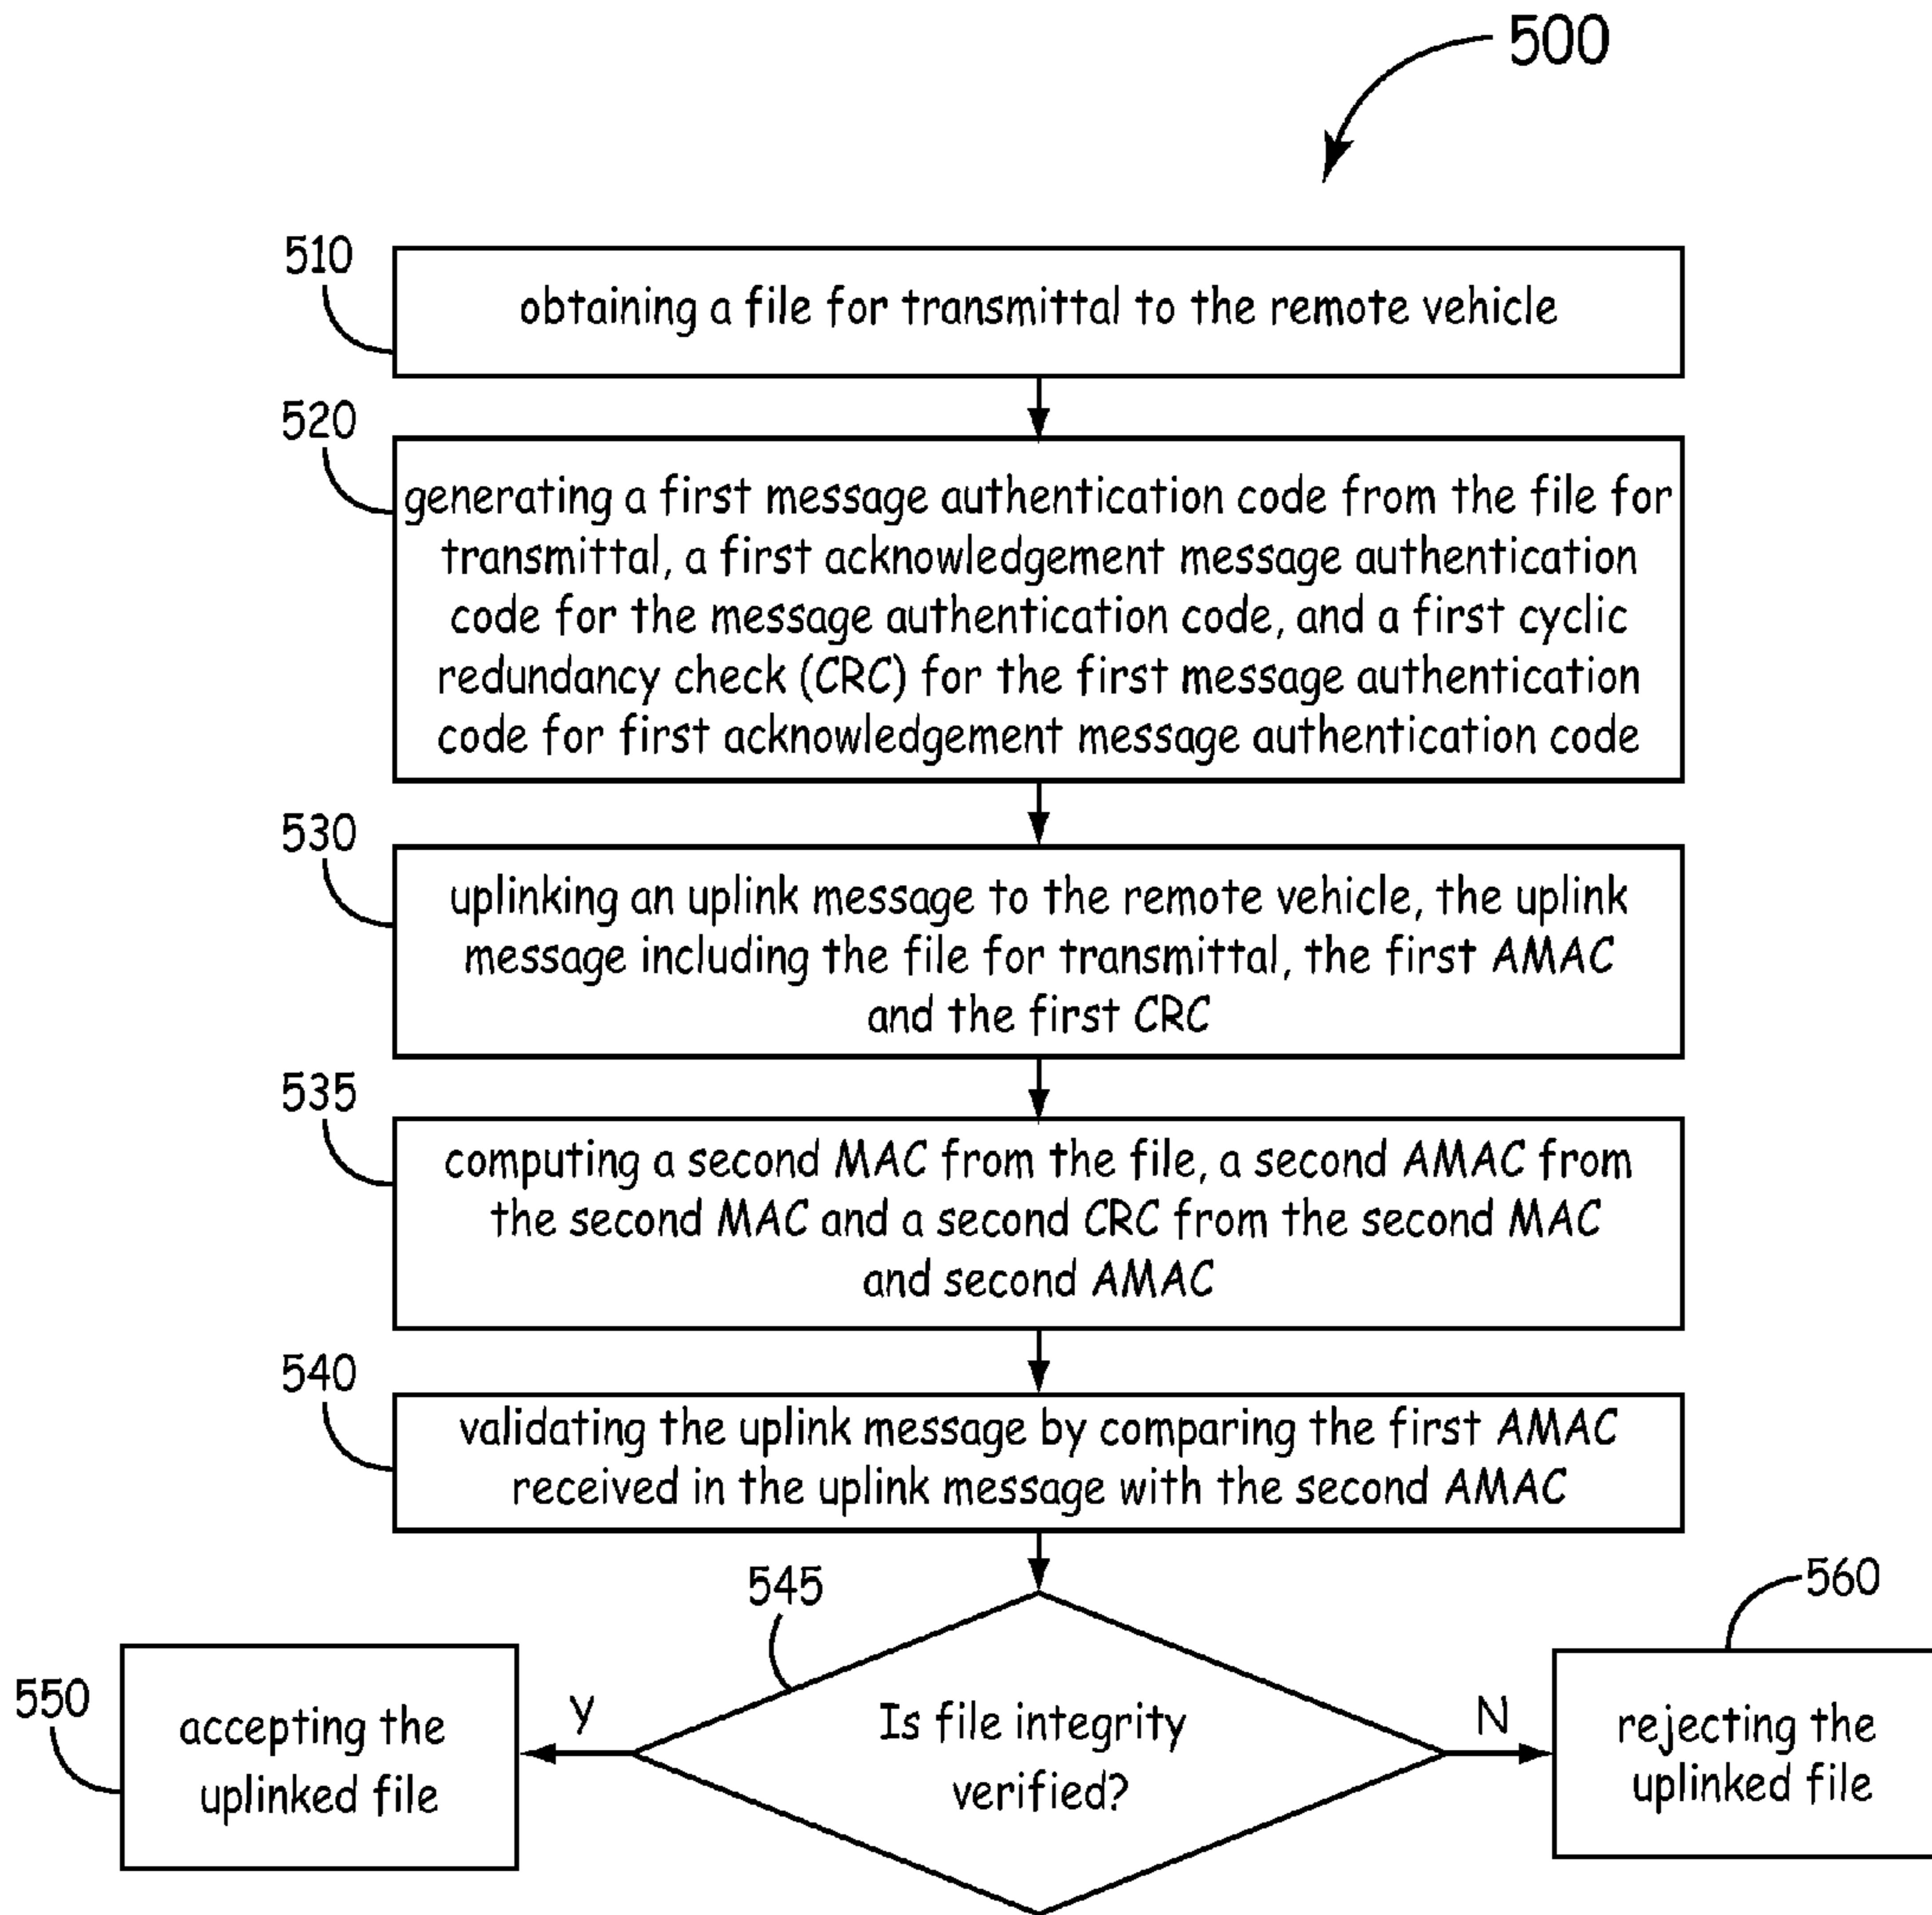 500
510
obtaining a file for transmittal to the remote vehicle
520
generating a first message authentication code from the file for
transmittal, a first acknowledgement message authentication
code for the message authentication code, and a first cyclic
redundancy check (CRC) for the first message authentication
code for first acknowledgement message authentication code
530
uplinking an uplink message to the remote vehicle, the uplink
message including the file for transmittal, the first AMAC
and the first CRC
535
computing a second MAC from the file, a second AMAC from
the second MAC and a second CRC from the second MAC
and second AMAC
540
validating the uplink message by comparing the first AMAC
received in the uplink message with the second AMAC
545
560
550
accepting the
uplinked file
Y
Is file integrity
verified?
N
rejecting the
uplinked file